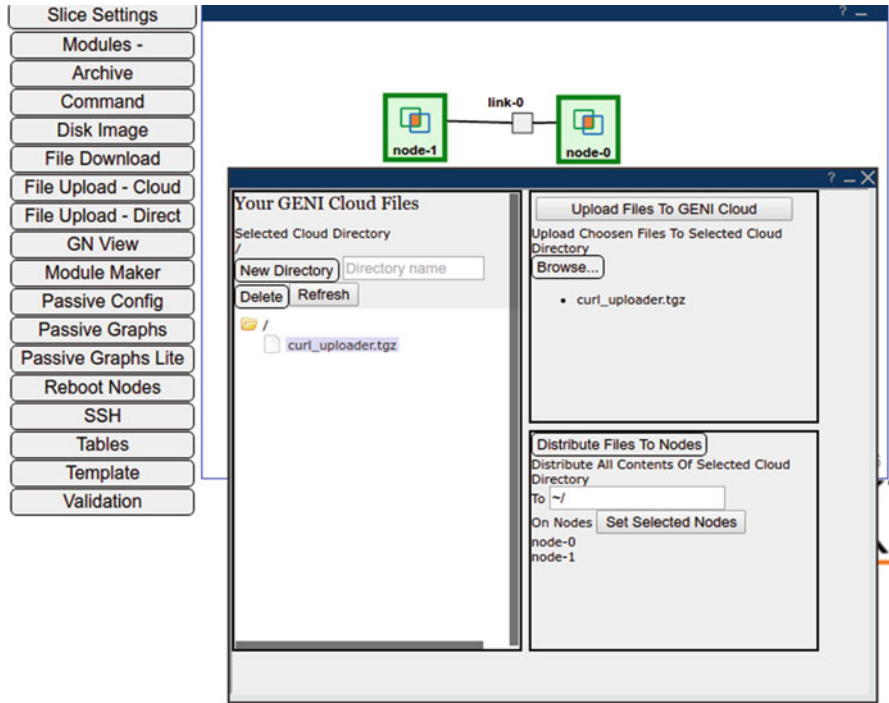 Slice Settings
Modules -
Archive
Command
Disk Image
File Download
File Upload - Cloud
File Upload - Direct
GN View
Module Maker
Passive Config
Passive Graphs
Passive Graphs Lite
Reboot Nodes
SSH
Tables
Template
Validation
? _
link-0
node-1
node-0
? _ X
Your GENI Cloud Files
Selected Cloud Directory
/
New Directory Directory name
Delete Refresh
/
curl_uploader.tgz
Upload Files To GENI Cloud
Upload Choosen Files To Selected Cloud
Directory
Browse...
• curl_uploader.tgz
Distribute Files To Nodes
Distribute All Contents Of Selected Cloud
Directory
To ~/
On Nodes Set Selected Nodes
node-0
node-1